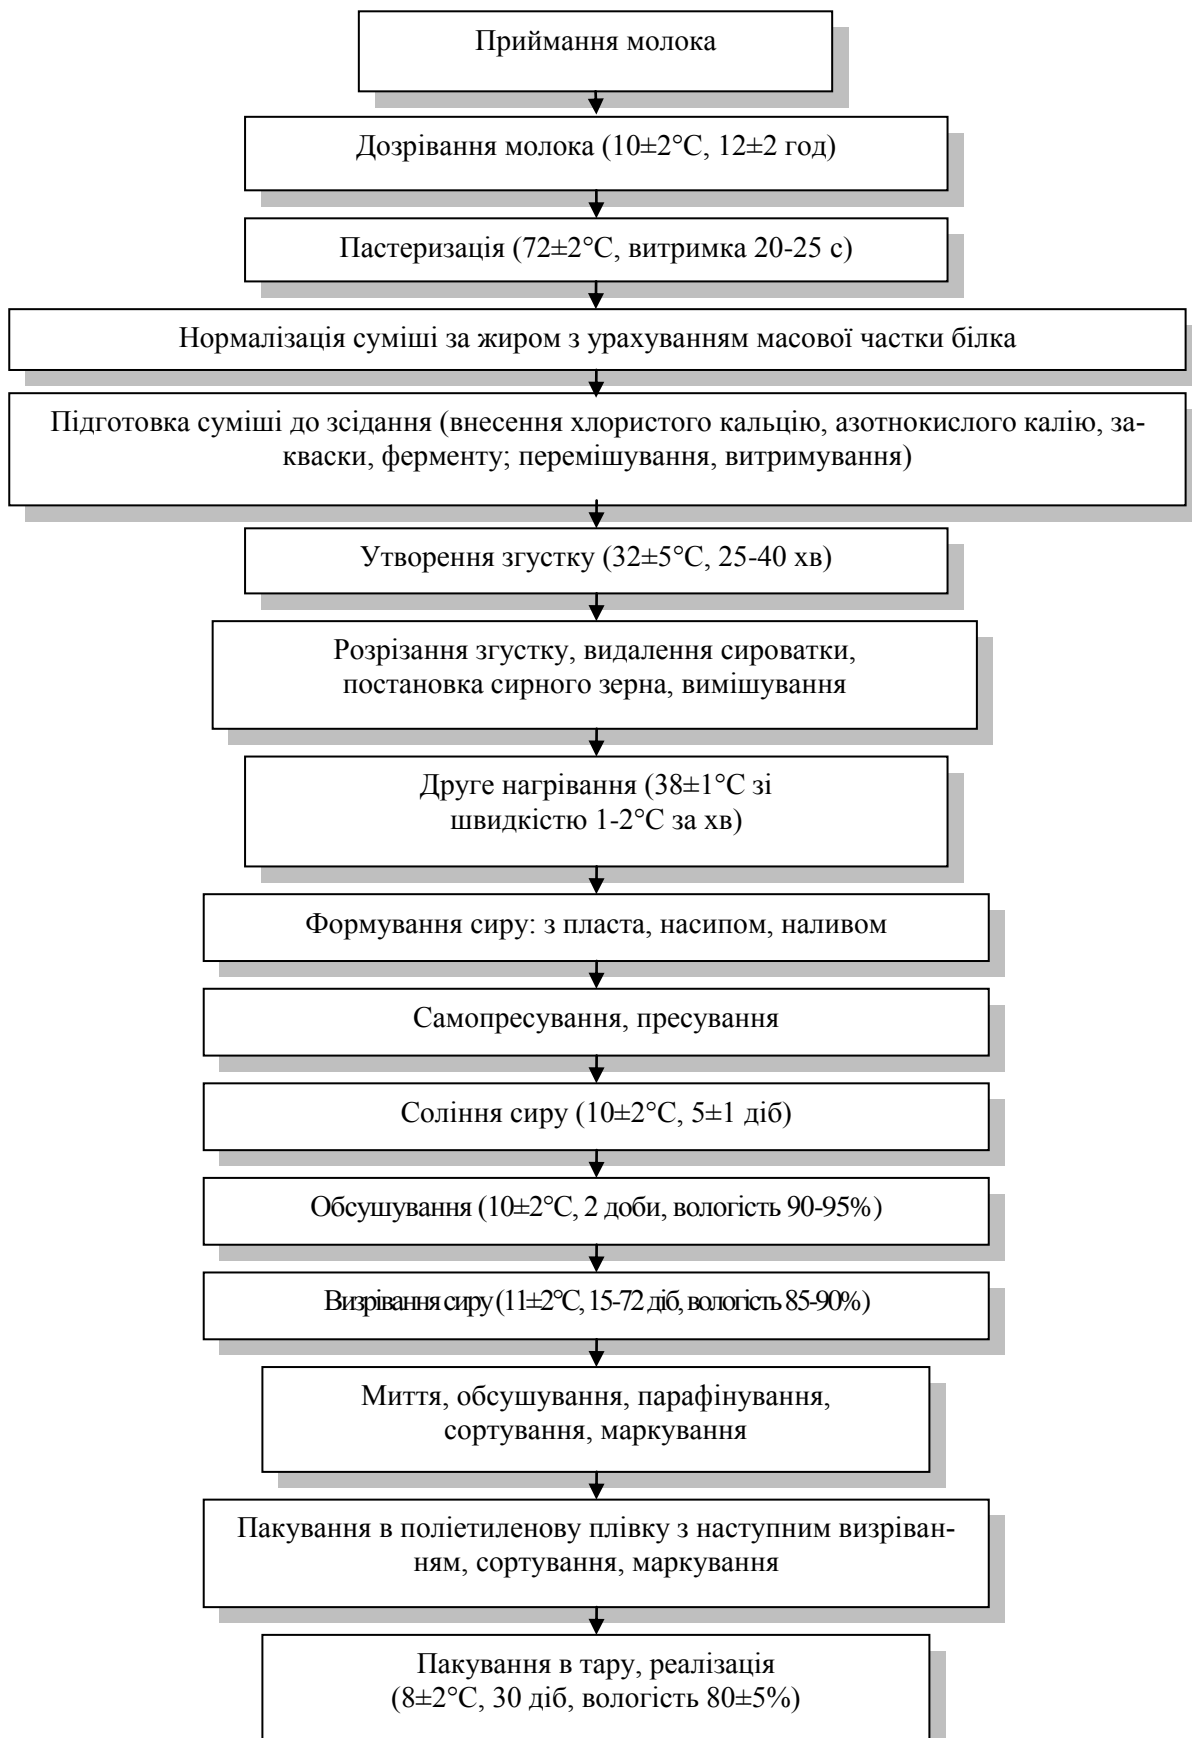 Приймання молока
Дозрівання молока (10±2°С, 12±2 год)
Пастеризація (72±2°С, витримка 20-25 с)
Нормалізація суміші за жиром з урахуванням масової частки білка
Підготовка суміші до зсідання (внесення хлористого кальцію, азотнокислого калію, за-
кваски, ферменту; перемішування, витримування)
Утворення згустку (32±5°С, 25-40 хв)
Розрізання згустку, видалення сироватки,
постановка сирного зерна, вимішування
Друге нагрівання (38±1°С зі
швидкістю 1-2°С за хв)
Формування сиру: з пласта, насипом, наливом
Самопресування, пресування
Соління сиру (10±2°С, 5±1 діб)
Обсушування (10±2°С, 2 доби, вологість 90-95%)
Визрівання сиру (11±2°С, 15-72 діб, вологість 85-90%)
Миття, обсушування, парафінування,
сортування, маркування
Пакування в поліетиленову плівку з наступним визріван-
ням, сортування, маркування
Пакування в тару, реалізація
(8±2°С, 30 діб, вологість 80±5%)